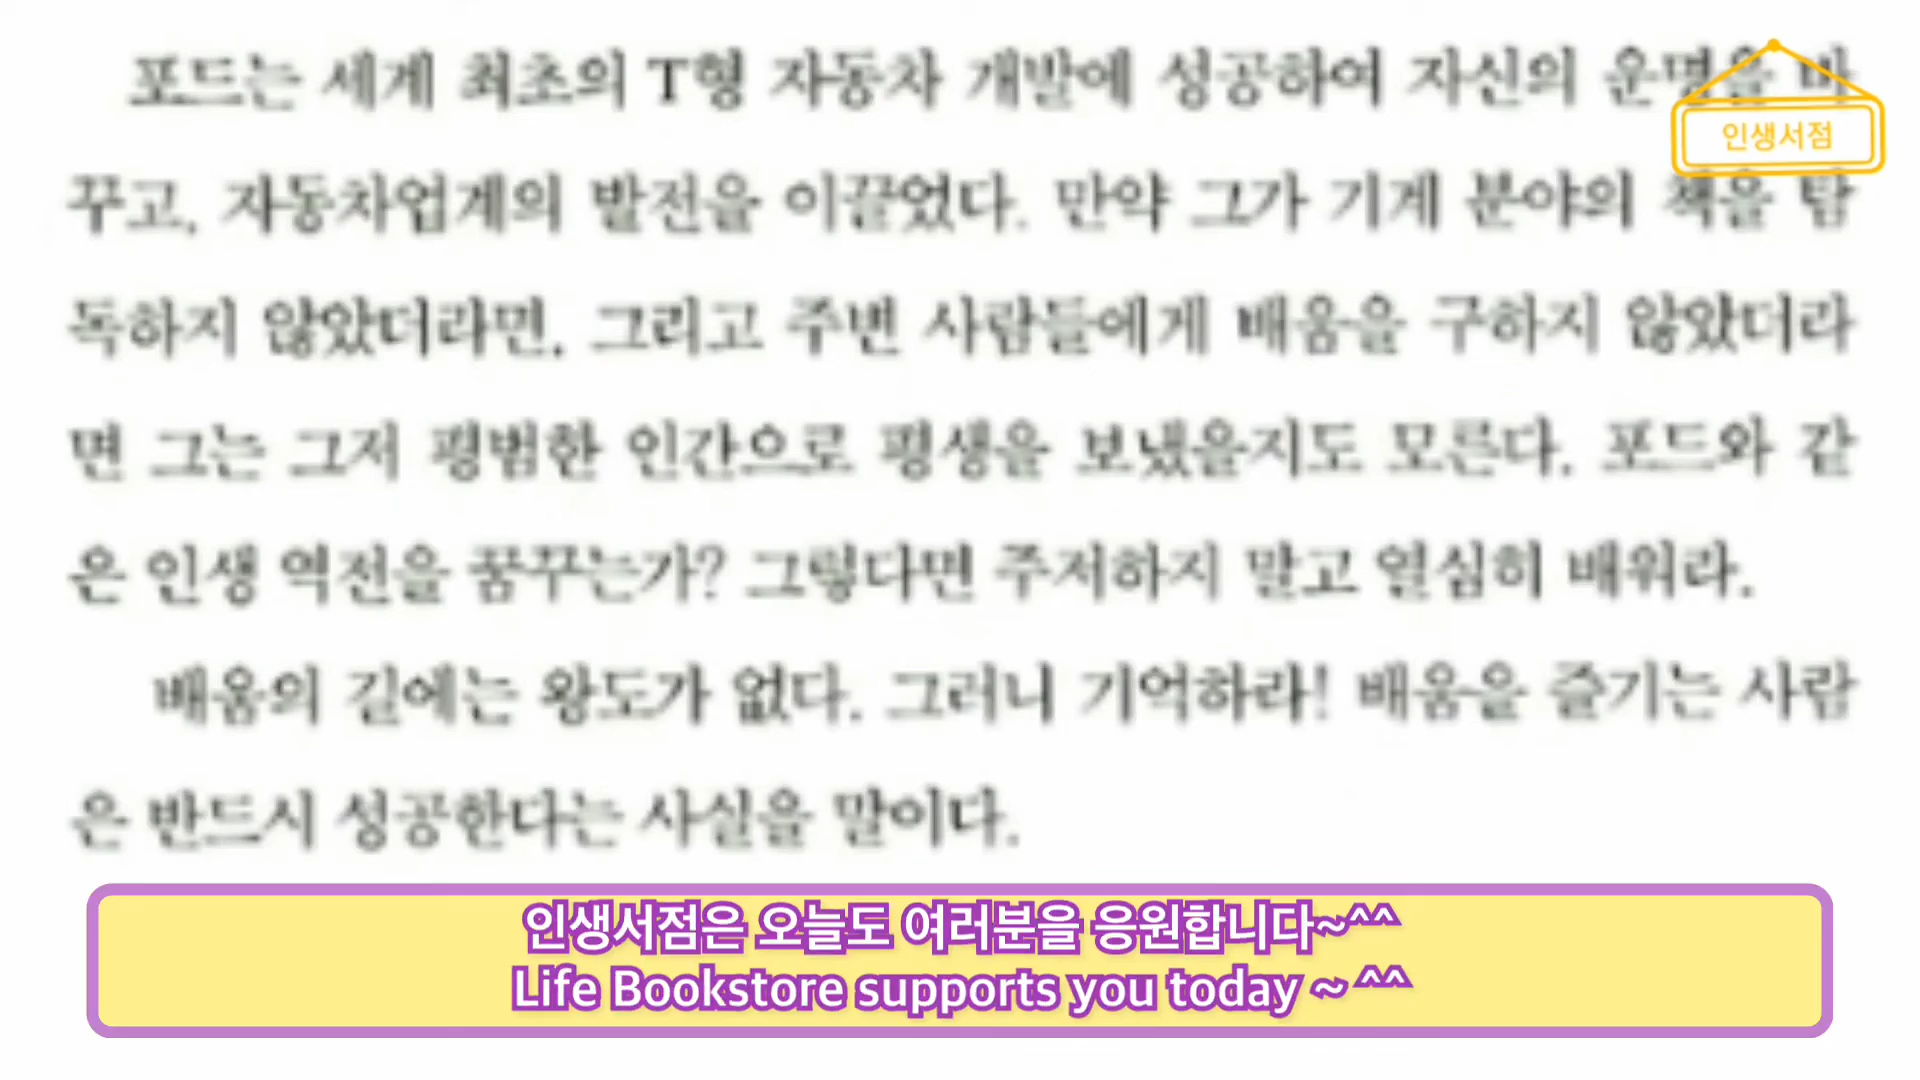 포드는 세계 최초의 T형 자동차 개발에 성공하여 자신의 운명을 바
인생서점
꾸고, 자동차업계의 발전을 이끌었다. 만약 그가 기계 분야의 책을 탐
독하지 않았더라면, 그리고 주변 사람들에게 배움을 구하지 않았더라
면 그는 그저 평범한 인간으로 평생을 보냈을지도 모른다. 포드와 같
은 인생 역전을 꿈꾸는가? 그렇다면 주저하지 말고 열심히 배워라.
배움의 길에는 왕도가 없다. 그러니 기억하라! 배움을 즐기는 사람
은 반드시 성공한다는 사실을 말이다.
인생서점은 오늘도 여러분을 응원합니다~^^
Life Bookstore supports you today ~ ^^